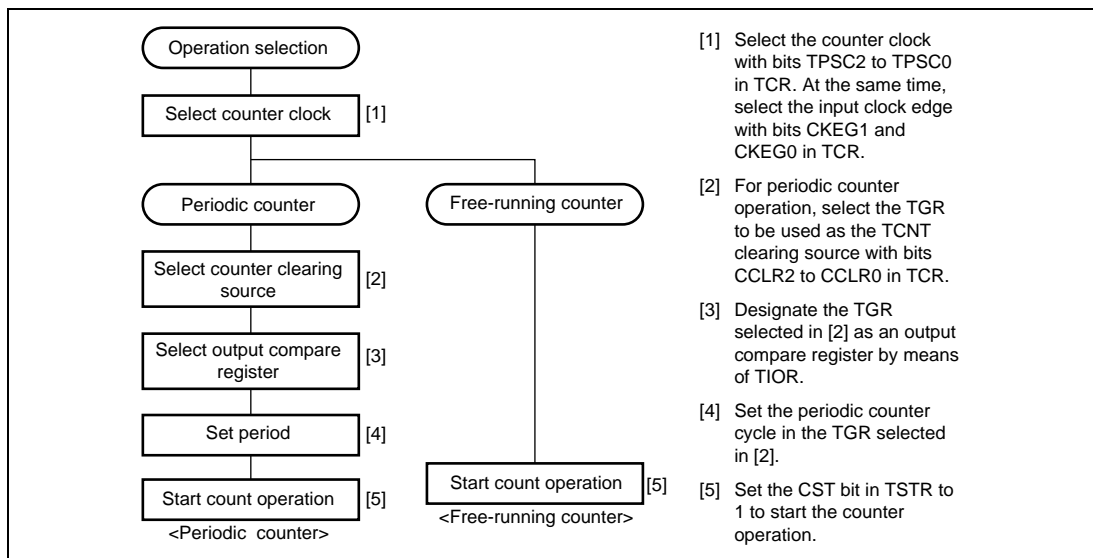 Operation selection
Select counter clock [1]
Periodic counter
Free-running counter
Select counter clearing
source
[2]
Select output compare
register
[3]
Set period [4]
Start count operation [5]
<Periodic counter>
Start count operation [5]
<Free-running counter>
[1] Select the counter clock
with bits TPSC2 to TPSC0
in TCR. At the same time,
select the input clock edge
with bits CKEG1 and
CKEG0 in TCR.
[2] For periodic counter
operation, select the TGR
to be used as the TCNT
clearing source with bits
CCLR2 to CCLR0 in TCR.
[3] Designate the TGR
selected in [2] as an output
compare register by means
of TIOR.
[4] Set the periodic counter
cycle in the TGR selected
in [2].
[5] Set the CST bit in TSTR to
1 to start the counter
operation.